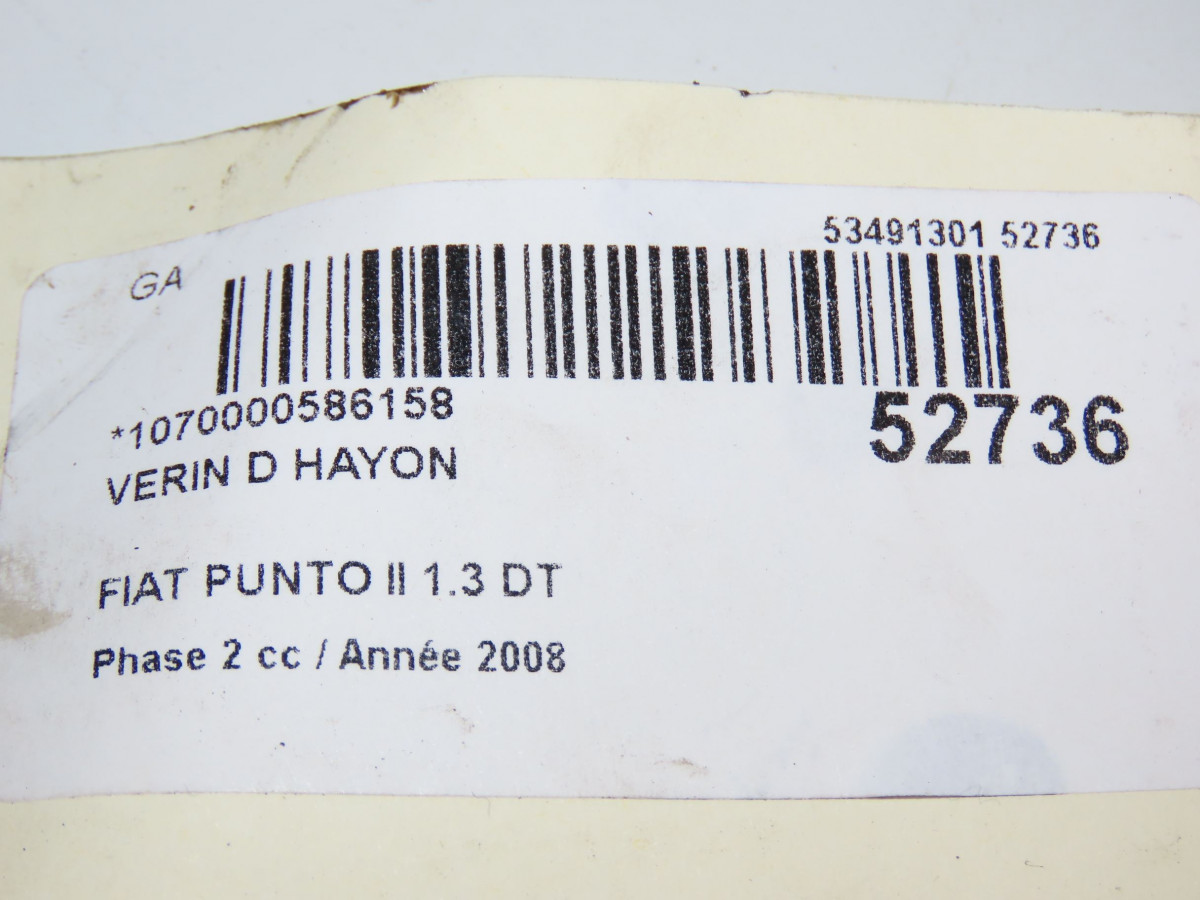 53491301 52736
GA
*1070000586158
52736
VERIN D HAYON
FIAT PUNTO II 1.3 DT
Phase 2 cc / Année 2008